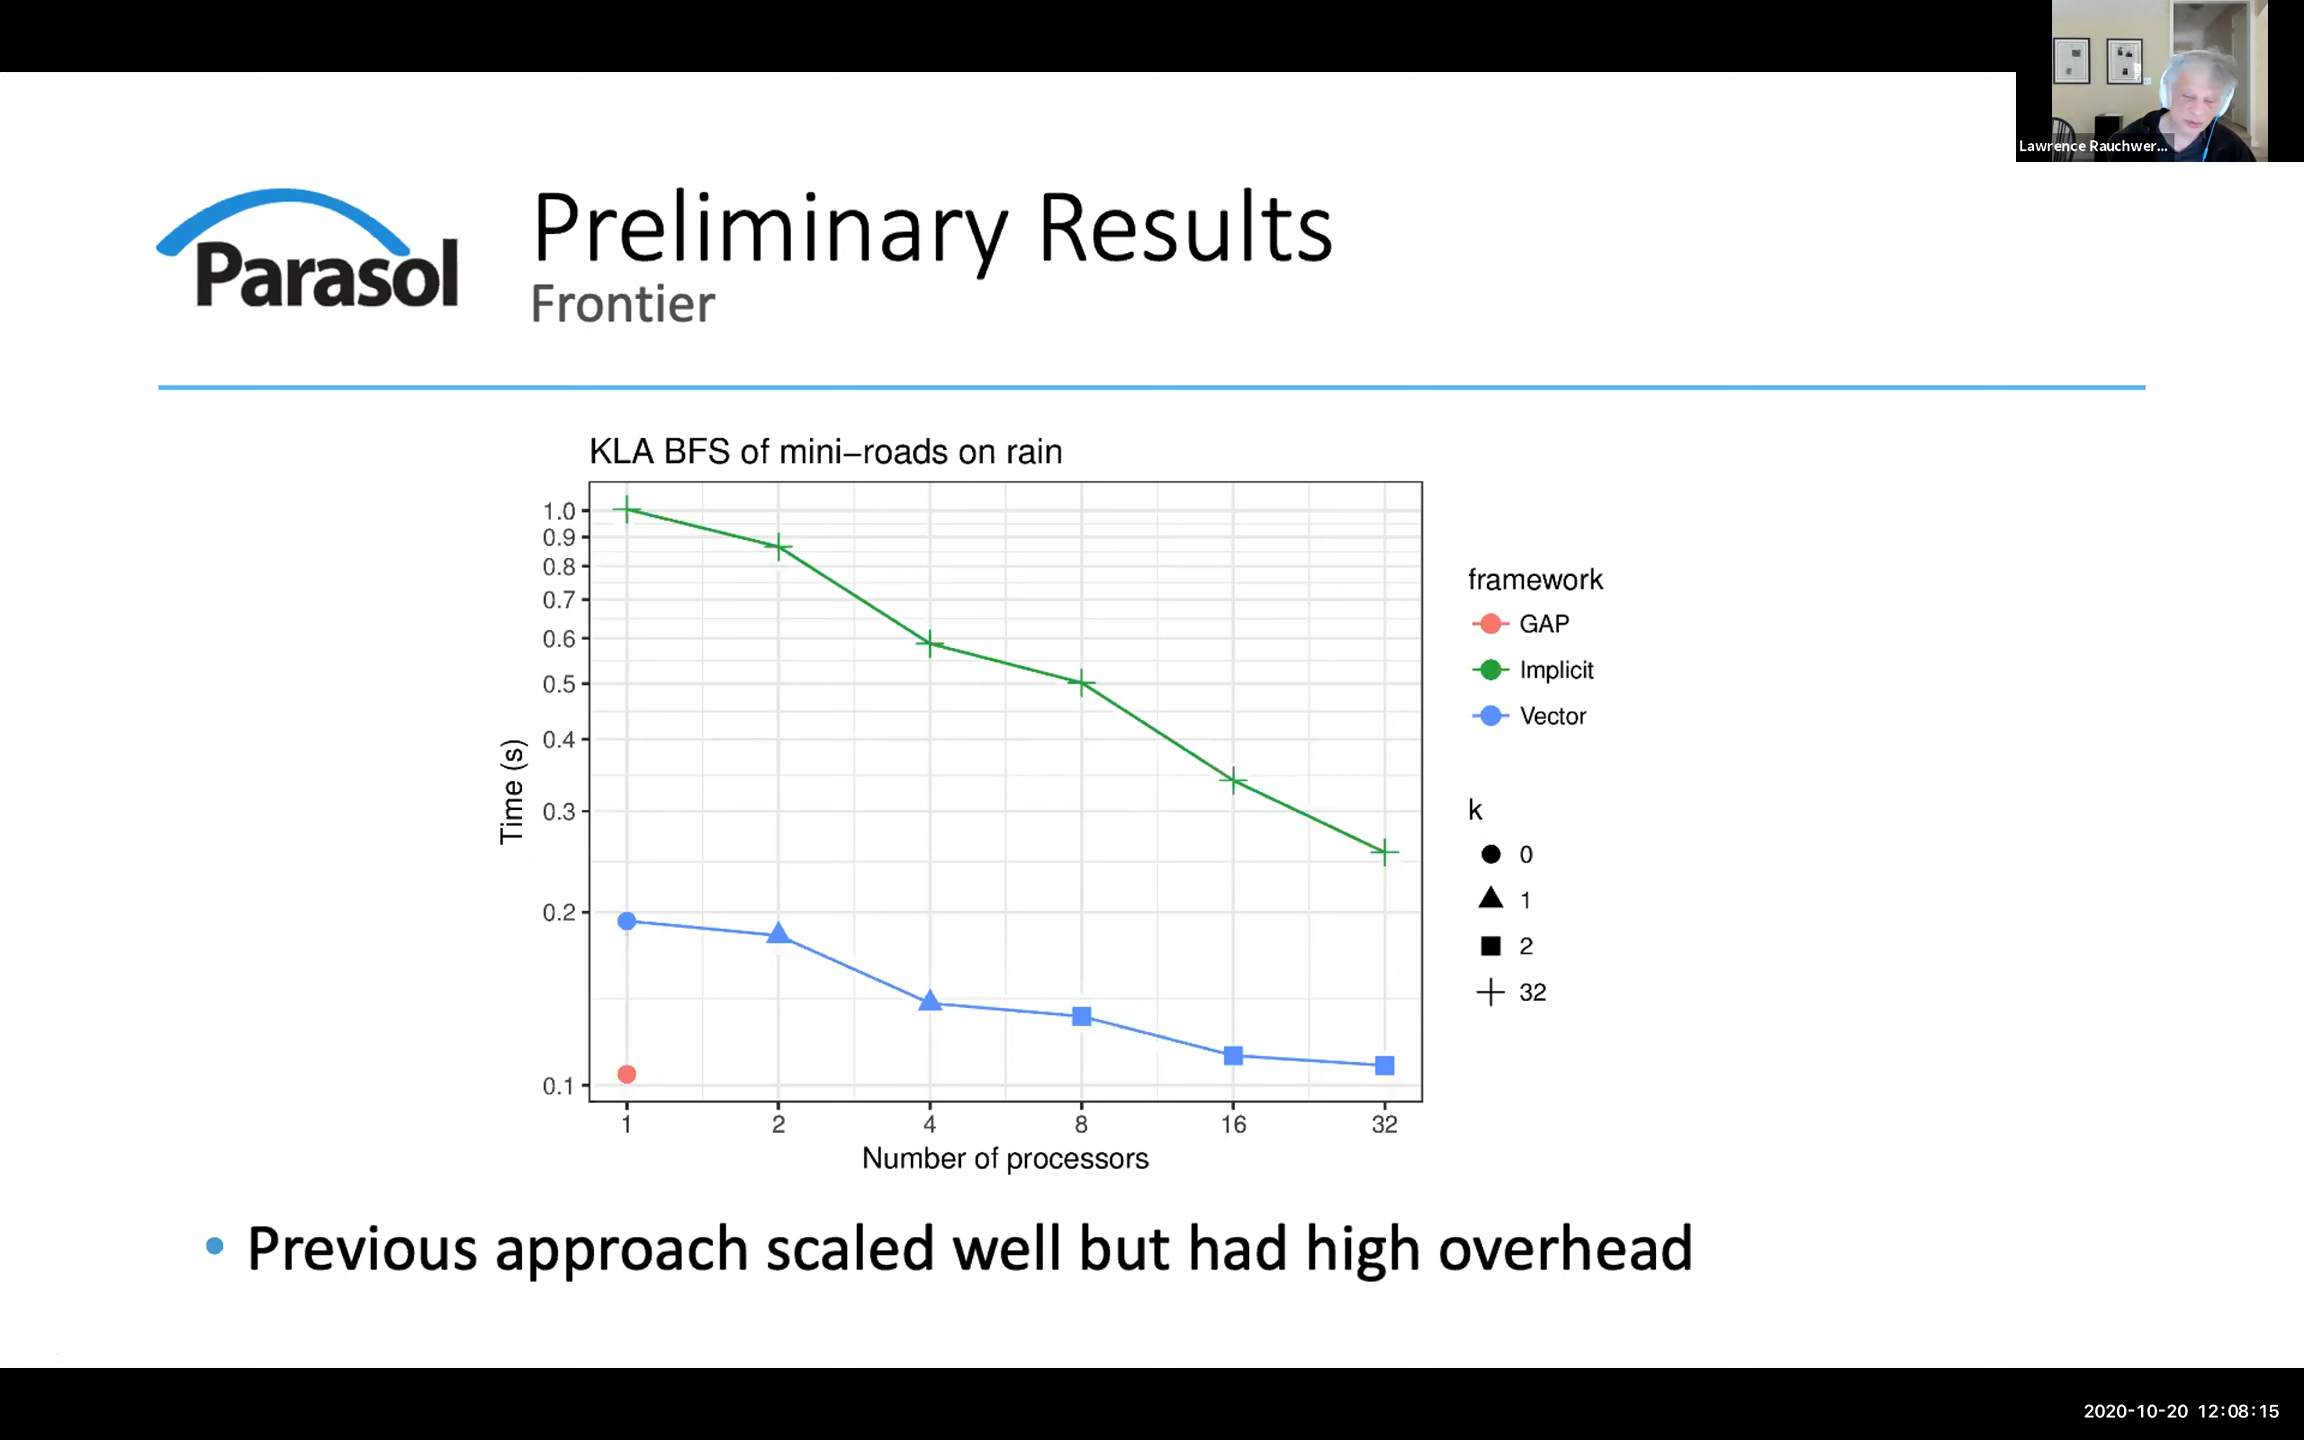 Lawrence Rauchwer...
Parasol
Preliminary Results
Frontier
KLA BFS of mini–roads on rain
1.0
0.9
0.8
0.7
0.6
0.5
0.4
0.3
0.2
0.1
Time (s)
1 2 4 8 16 32
Number of processors
framework
GAP
Implicit
Vector
k
0
1
2
32
• Previous approach scaled well but had high overhead
2020-10-20 12:08:15